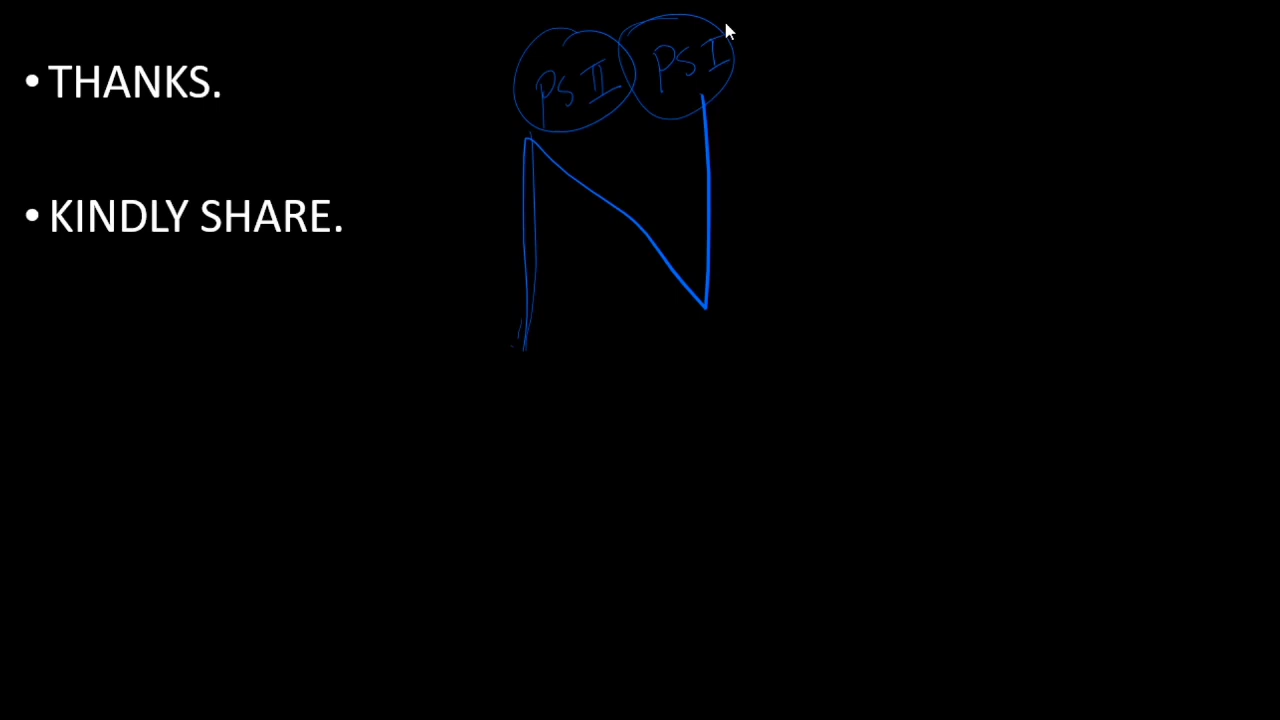 • THANKS.
• KINDLY SHARE.
PS II
PS I